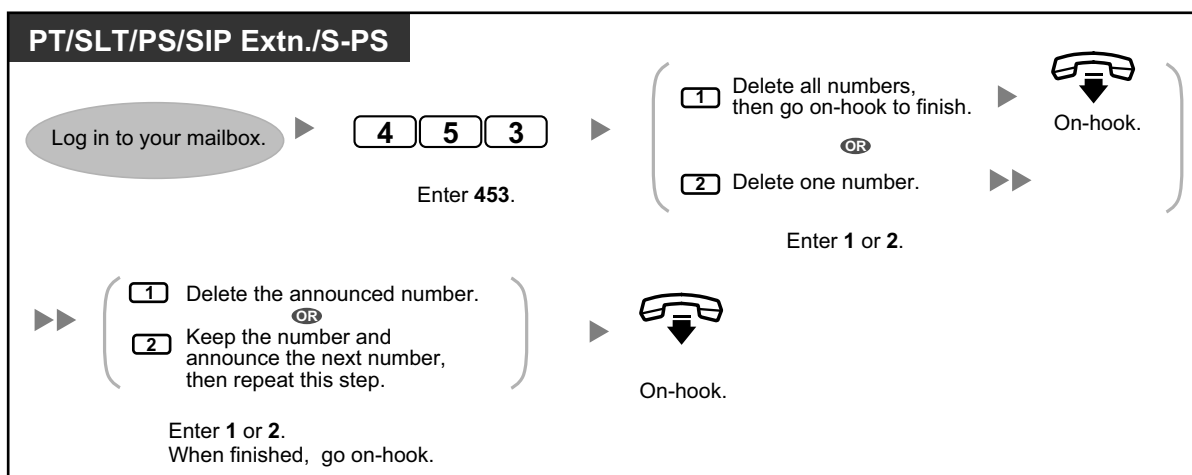 PT/SLT/PS/SIP Extn./S-PS
Log in to your mailbox.
4 5 3
Enter 453.
1 Delete all numbers,
then go on-hook to finish.
On-hook.
OR
2 Delete one number.
Enter 1 or 2.
1 Delete the announced number.
OR
2 Keep the number and
announce the next number,
then repeat this step.
Enter 1 or 2.
When finished, go on-hook.
On-hook.